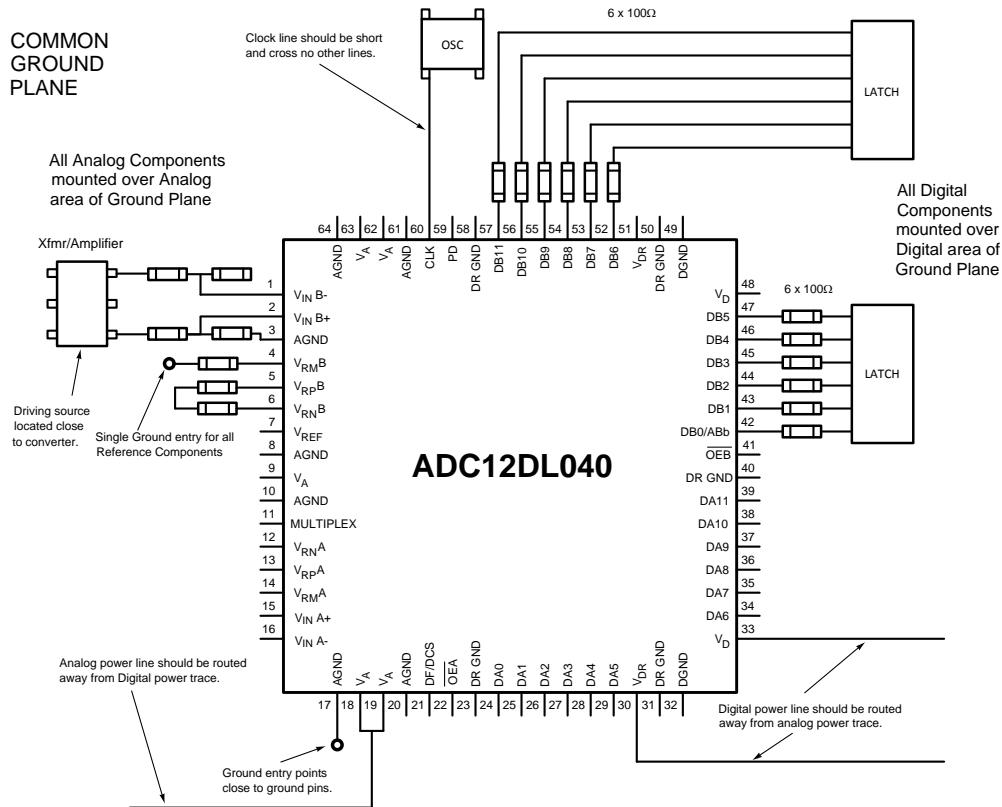 COMMON
GROUND
PLANE
Clock line should be short
and cross no other lines.
OSC
6 x 100Ω
LATCH
All Analog Components
mounted over Analog
area of Ground Plane
All Digital
Components
mounted over
Digital area of
Ground Plane
Xfmr/Amplifier
Driving source
located close
to converter.
Single Ground entry for all
Reference Components
64 63 62 61 60 59 58 57 56 55 54 53 52 51 50 49
AGND VA VA AGND CLK PD DR GND DB11 DB10 DB9 DB8 DB7 DB6 VDR DR GND DGND
1 VIN B-
2 VIN B+
3 AGND
4 VRMB
5 VRPB
6 VRNB
7 VREF
8 AGND
9 VA
10 AGND
11 MULTIPLEX
12 VRNA
13 VRPA
14 VRMA
15 VIN A+
16 VIN A-
ADC12DL040
VD 48
DB5 47
DB4 46
DB3 45
DB2 44
DB1 43
DB0/ABb 42
OEB 41
DR GND 40
DA11 39
DA10 38
DA9 37
DA8 36
DA7 35
DA6 34
VD 33
6 x 100Ω
LATCH
AGND VA VA AGND DF/DCS OEA DR GND DA0 DA1 DA2 DA3 DA4 DA5 VDR DR GND DGND
17 18 19 20 21 22 23 24 25 26 27 28 29 30 31 32
Analog power line should be routed
away from Digital power trace.
Ground entry points
close to ground pins.
Digital power line should be routed
away from analog power trace.